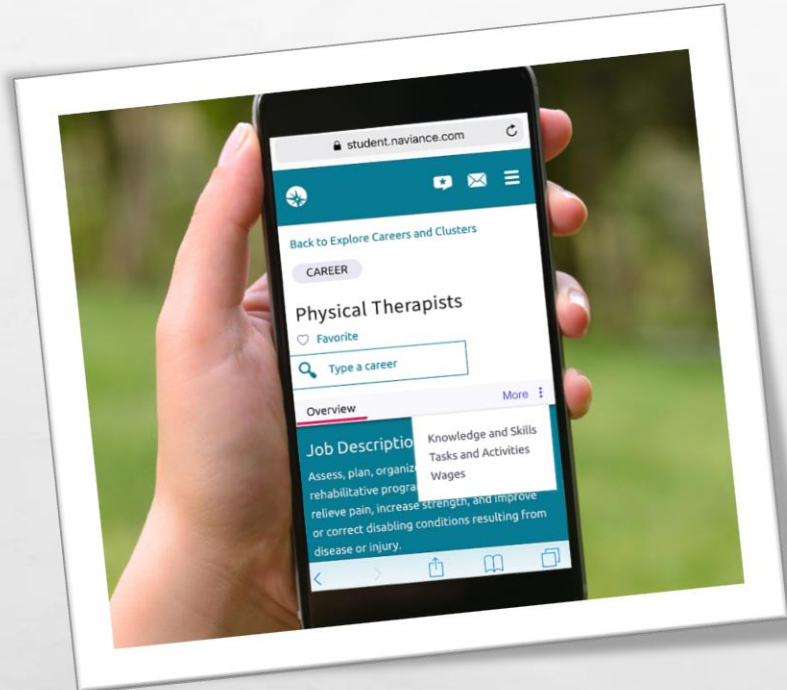 student.naviance.com
Back to Explore Careers and Clusters
CAREER
Physical Therapists
Favorite
Type a career
Overview
More
Job Descriptio
Knowledge and Skills
Tasks and Activities
Wages
Assess, plan, organiz
rehabilitative progra
relieve pain, increase strength, and improve
or correct disabling conditions resulting from
disease or injury.